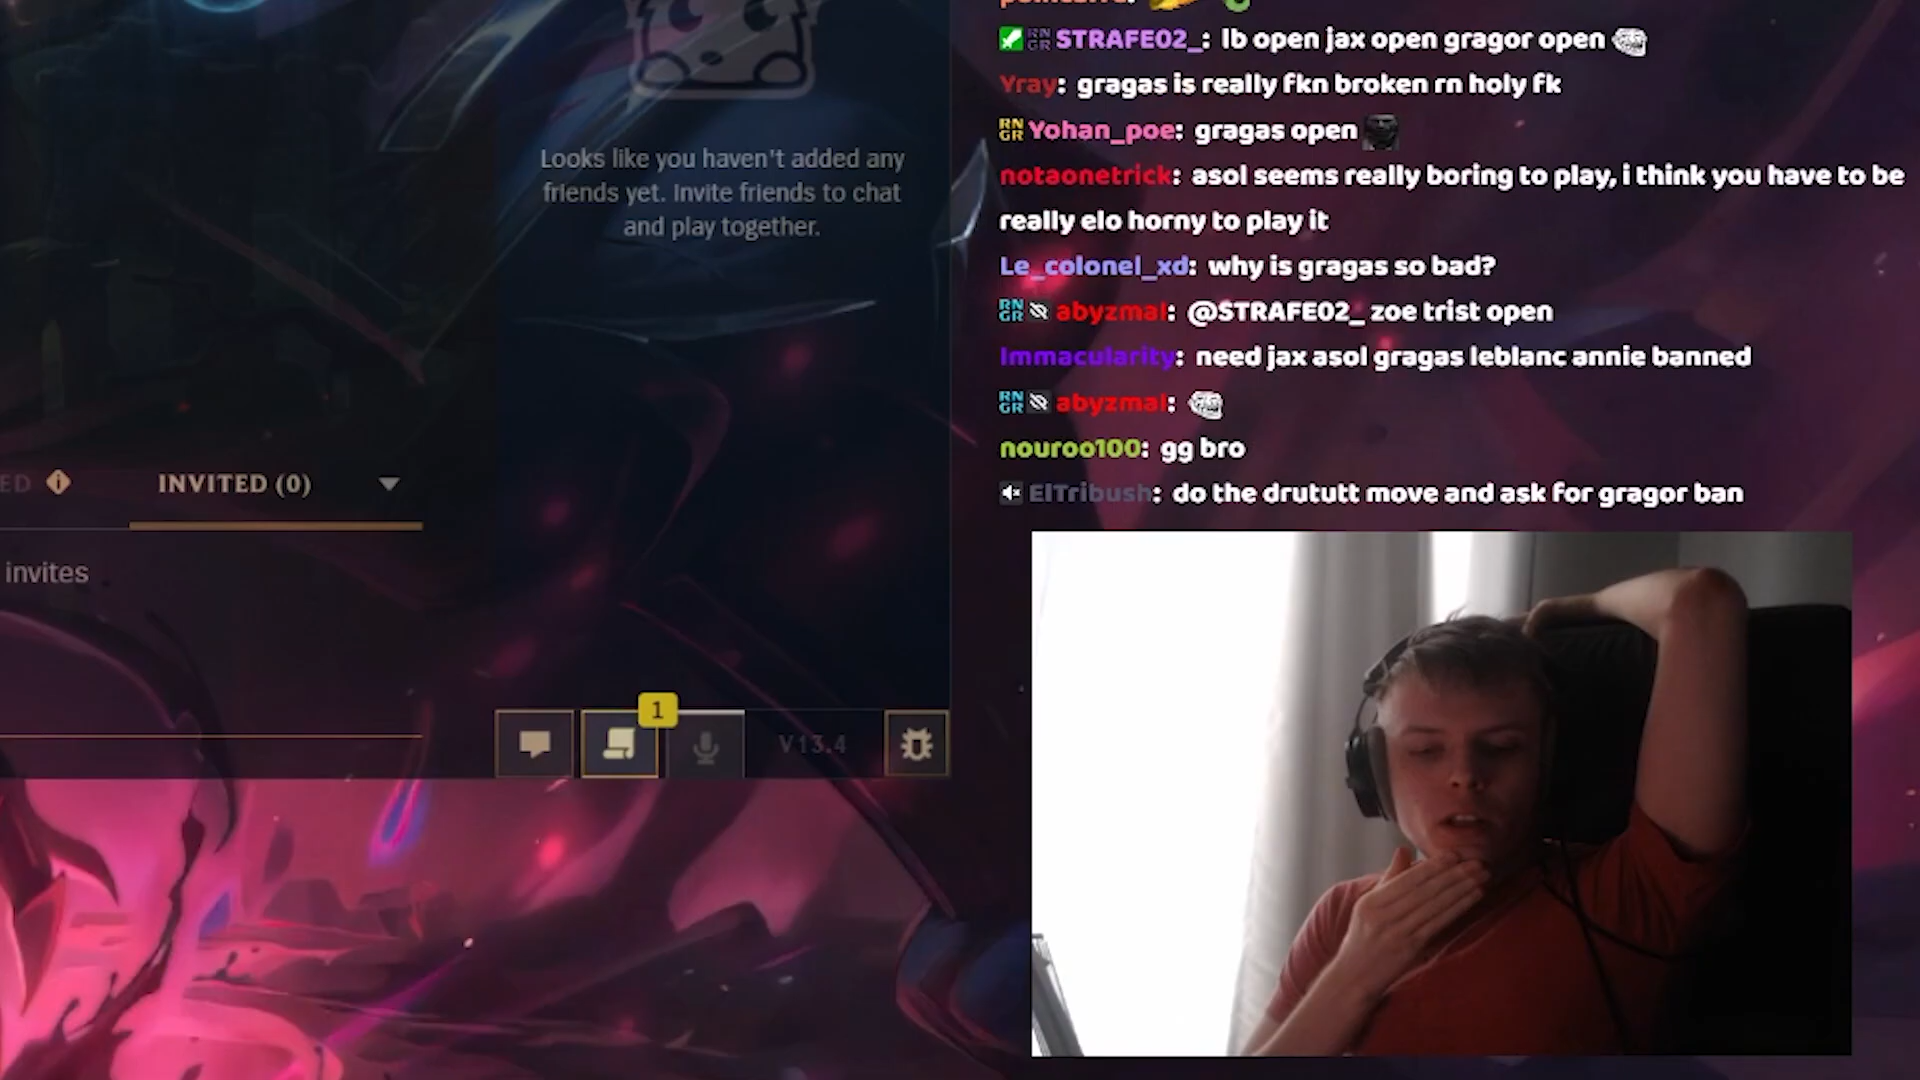 STRAFE02_: lb open jax open gragor open
Yray: gragas is really fkn broken rn holy fk
RNGR Yohan_poe: gragas open
notaonetrick: asol seems really boring to play, i think you have to be
really elo horny to play it
Le_colonel_xd: why is gragas so bad?
RNGR abyzmal: @STRAFE02_ zoe trist open
Immacularity: need jax asol gragas leblanc annie banned
RNGR abyzmal:
nouroo100: gg bro
ElTribush: do the drututt move and ask for gragor ban
Looks like you haven't added any
friends yet. Invite friends to chat
and play together.
ED
INVITED (0)
invites
1
V13.4